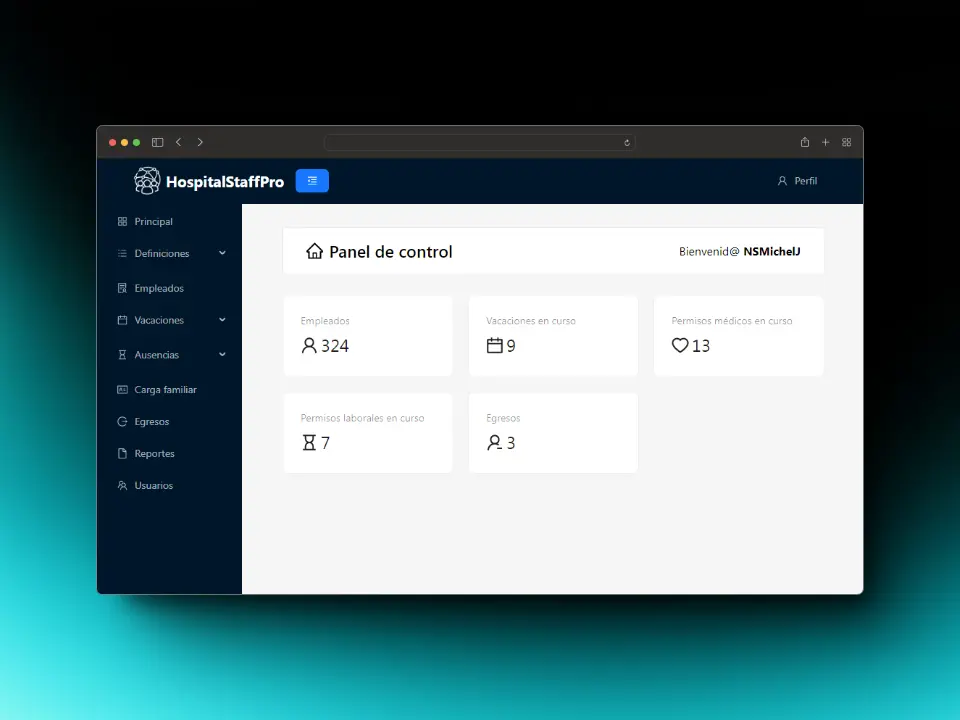 HospitalStaffPro
Perfil
Principal
Definiciones
Empleados
Vacaciones
Ausencias
Carga familiar
Egresos
Reportes
Usuarios
Panel de control
Bienvenid@ NSMichelJ
Empleados
324
Vacaciones en curso
9
Permisos médicos en curso
13
Permisos laborales en curso
7
Egresos
3